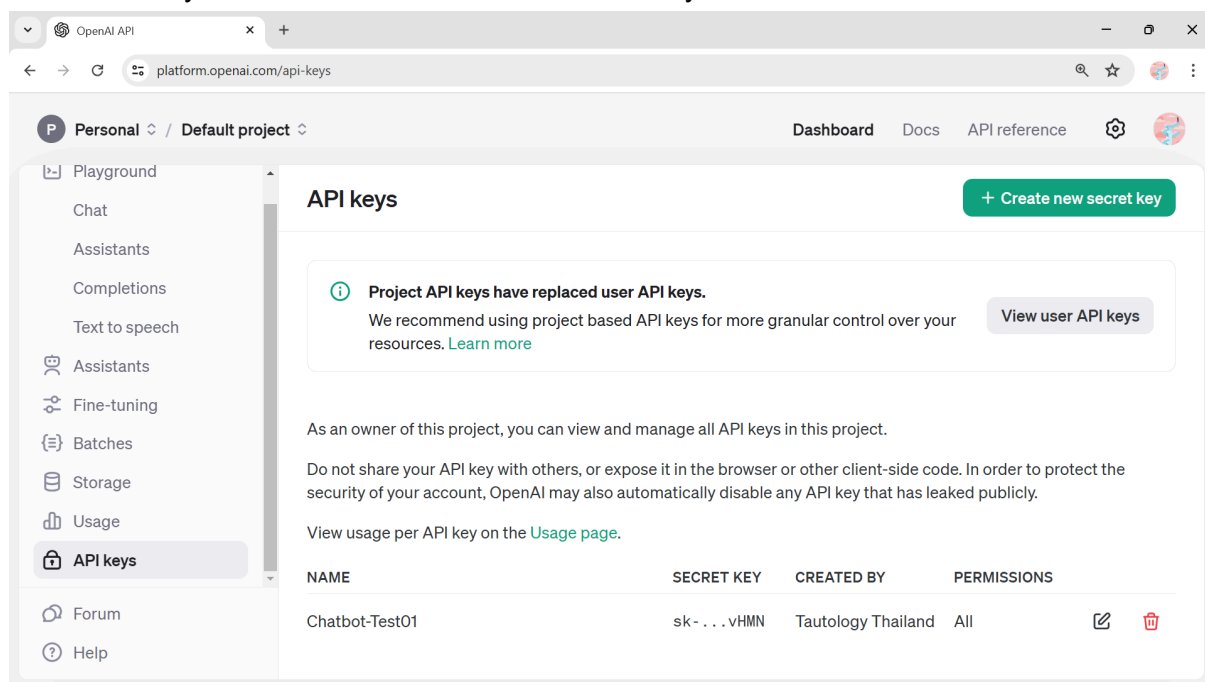 OpenAI API
platform.openai.com/api-keys
P Personal / Default project
Dashboard Docs API reference
Playground
Chat
Assistants
Completions
Text to speech
Assistants
Fine-tuning
Batches
Storage
Usage
API keys
Forum
Help
API keys
+ Create new secret key
Project API keys have replaced user API keys.
We recommend using project based API keys for more granular control over your
resources. Learn more
View user API keys
As an owner of this project, you can view and manage all API keys in this project.
Do not share your API key with others, or expose it in the browser or other client-side code. In order to protect the
security of your account, OpenAI may also automatically disable any API key that has leaked publicly.
View usage per API key on the Usage page.
NAME SECRET KEY CREATED BY PERMISSIONS
Chatbot-Test01 sk-...vHMN Tautology Thailand All